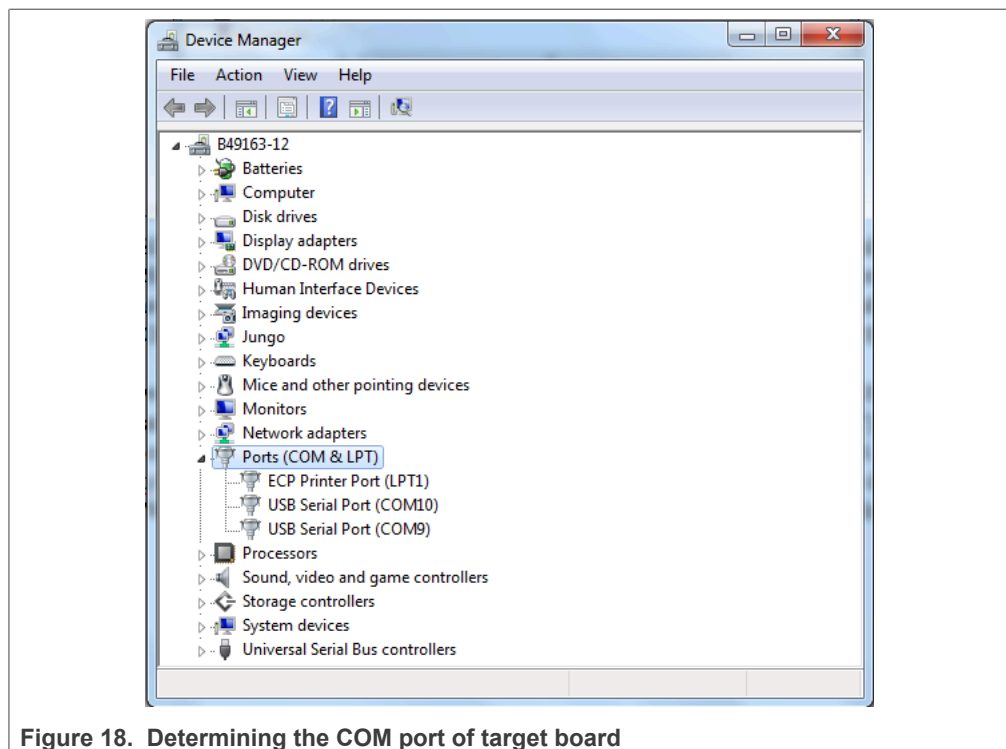 Device Manager
File Action View Help
B49163-12
Batteries
Computer
Disk drives
Display adapters
DVD/CD-ROM drives
Human Interface Devices
Imaging devices
Jungo
Keyboards
Mice and other pointing devices
Monitors
Network adapters
Ports (COM & LPT)
ECP Printer Port (LPT1)
USB Serial Port (COM10)
USB Serial Port (COM9)
Processors
Sound, video and game controllers
Storage controllers
System devices
Universal Serial Bus controllers
Figure 18. Determining the COM port of target board